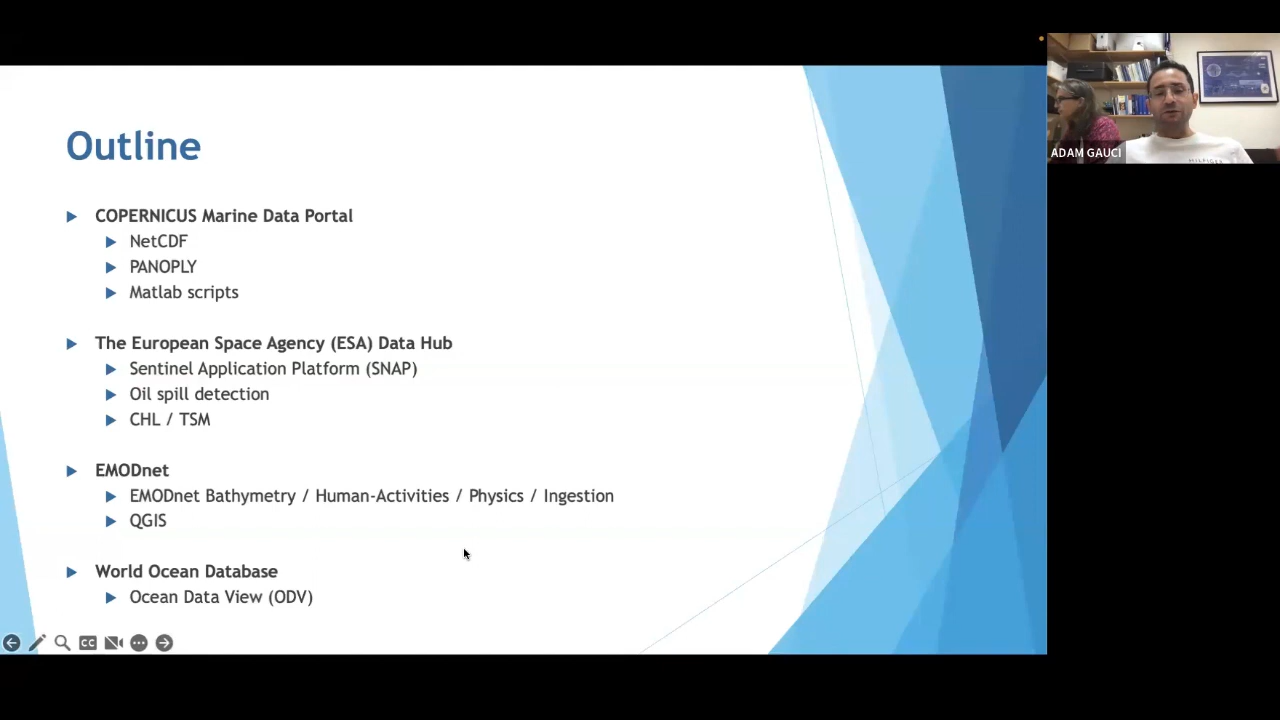 Outline
COPERNICUS Marine Data Portal
NetCDF
PANOPLY
Matlab scripts
The European Space Agency (ESA) Data Hub
Sentinel Application Platform (SNAP)
Oil spill detection
CHL / TSM
EMODnet
EMODnet Bathymetry / Human-Activities / Physics / Ingestion
QGIS
World Ocean Database
Ocean Data View (ODV)
CC
ADAM GAUCI
HILFIGER